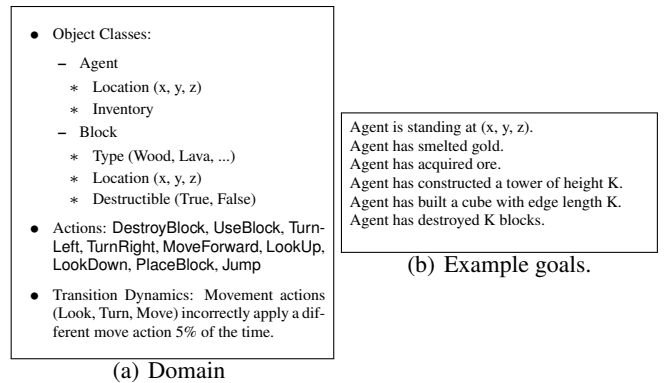 • Object Classes:
– Agent
∗ Location (x, y, z)
∗ Inventory
– Block
∗ Type (Wood, Lava, ...)
∗ Location (x, y, z)
∗ Destructible (True, False)
• Actions: DestroyBlock, UseBlock, Turn-
Left, TurnRight, MoveForward, LookUp,
LookDown, PlaceBlock, Jump
• Transition Dynamics: Movement actions
(Look, Turn, Move) incorrectly apply a dif-
ferent move action 5% of the time.
(a) Domain
Agent is standing at (x, y, z).
Agent has smelted gold.
Agent has acquired ore.
Agent has constructed a tower of height K.
Agent has built a cube with edge length K.
Agent has destroyed K blocks.
(b) Example goals.